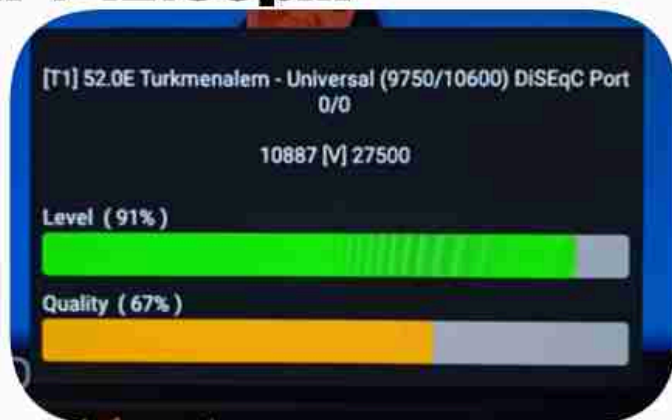 [T1] 52.0E Turkmenalem - Universal (9750/10600) DiSEqC Port
0/0
10887 [V] 27500
Level ( 91% )
Quality ( 67% )